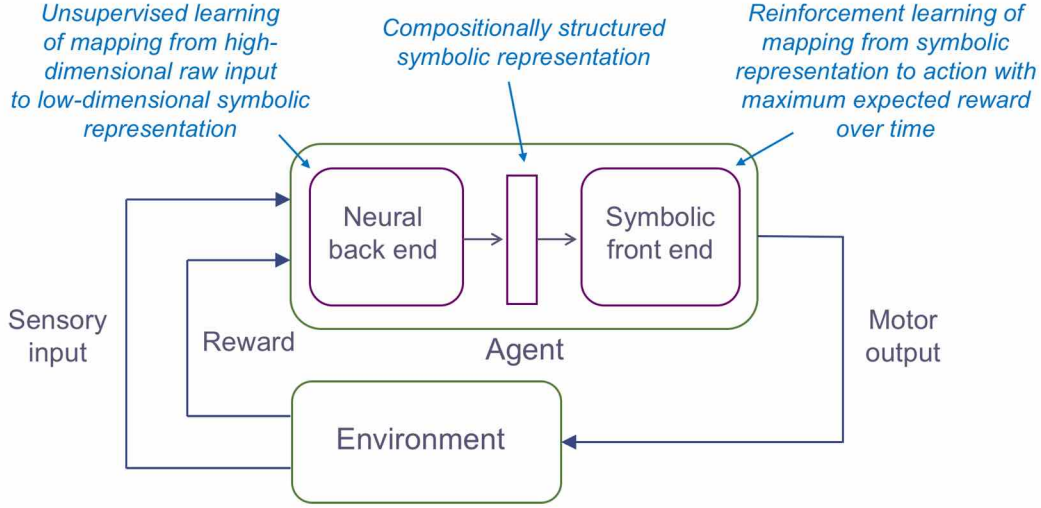 Unsupervised learning
of mapping from high-
dimensional raw input
to low-dimensional symbolic
representation
Compositionally structured
symbolic representation
Reinforcement learning of
mapping from symbolic
representation to action with
maximum expected reward
over time
Neural
back end
Symbolic
front end
Sensory
input
Reward
Agent
Motor
output
Environment